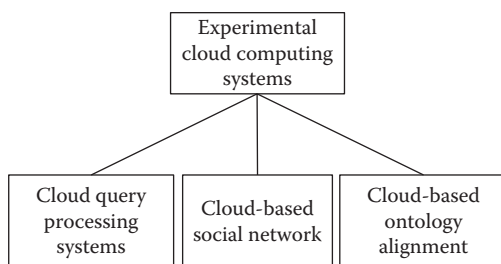 Experimental
cloud computing
systems
Cloud query
processing
systems
Cloud-based
social network
Cloud-based
ontology
alignment